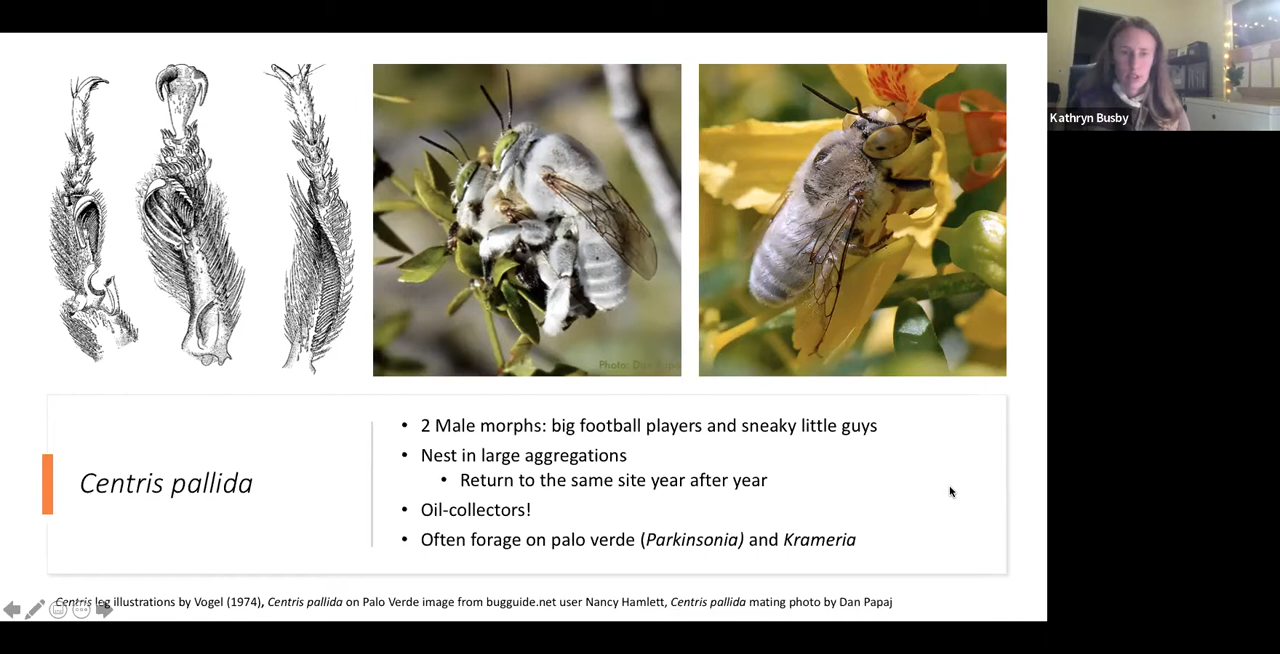 Kathryn Busby
Photo: Dan Papaj
Centris pallida
• 2 Male morphs: big football players and sneaky little guys
• Nest in large aggregations
• Return to the same site year after year
• Oil-collectors!
• Often forage on palo verde (Parkinsonia) and Krameria
Centris leg illustrations by Vogel (1974), Centris pallida on Palo Verde image from bugguide.net user Nancy Hamlett, Centris pallida mating photo by Dan Papaj